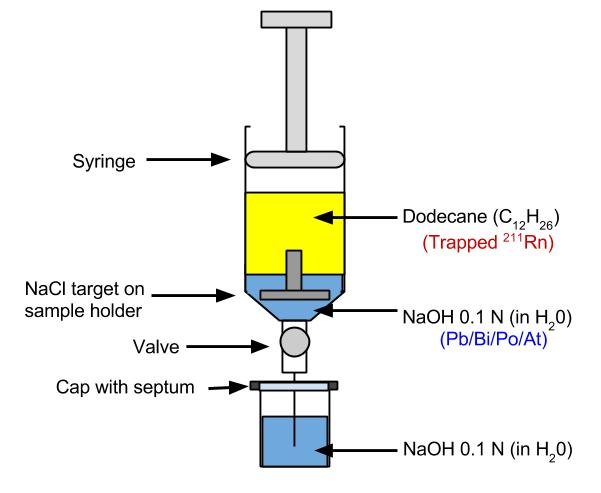 Syringe
Dodecane (C₁₂H₂₆)
(Trapped ²¹¹Rn)
NaCl target on
sample holder
NaOH 0.1 N (in H₂0)
(Pb/Bi/Po/At)
Valve
Cap with septum
NaOH 0.1 N (in H₂0)